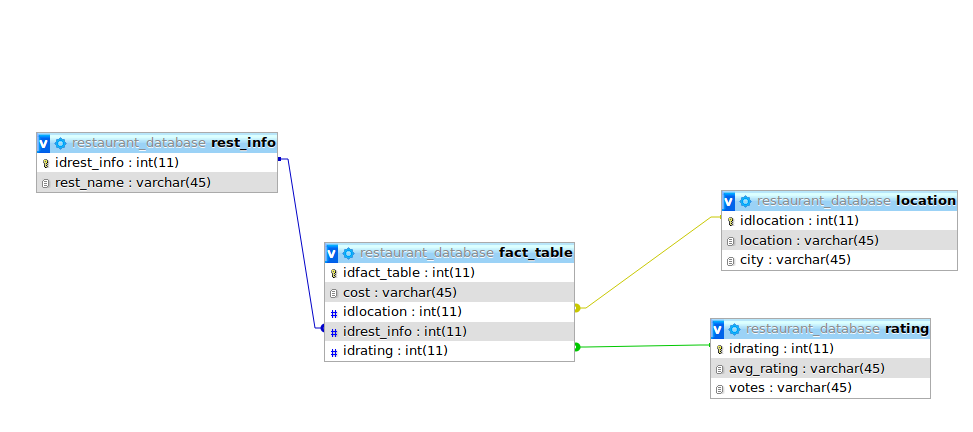 v restaurant_database rest_info
idrest_info : int(11)
rest_name : varchar(45)
v restaurant_database fact_table
idfact_table : int(11)
cost : varchar(45)
# idlocation : int(11)
# idrest_info : int(11)
# idrating : int(11)
v restaurant_database location
idlocation : int(11)
location : varchar(45)
city : varchar(45)
v restaurant_database rating
idrating : int(11)
avg_rating : varchar(45)
votes : varchar(45)